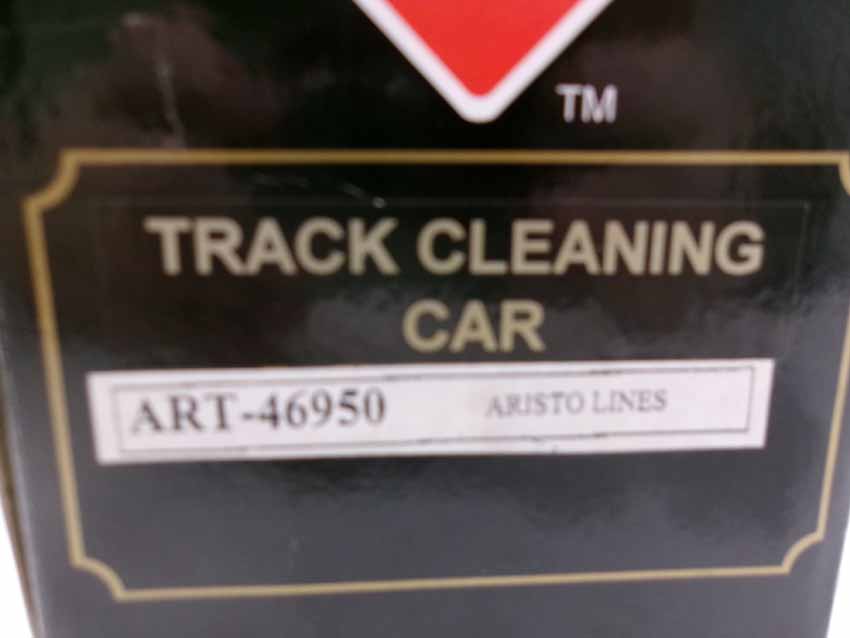 TM
TRACK CLEANING
CAR
ART-46950 ARISTO LINES